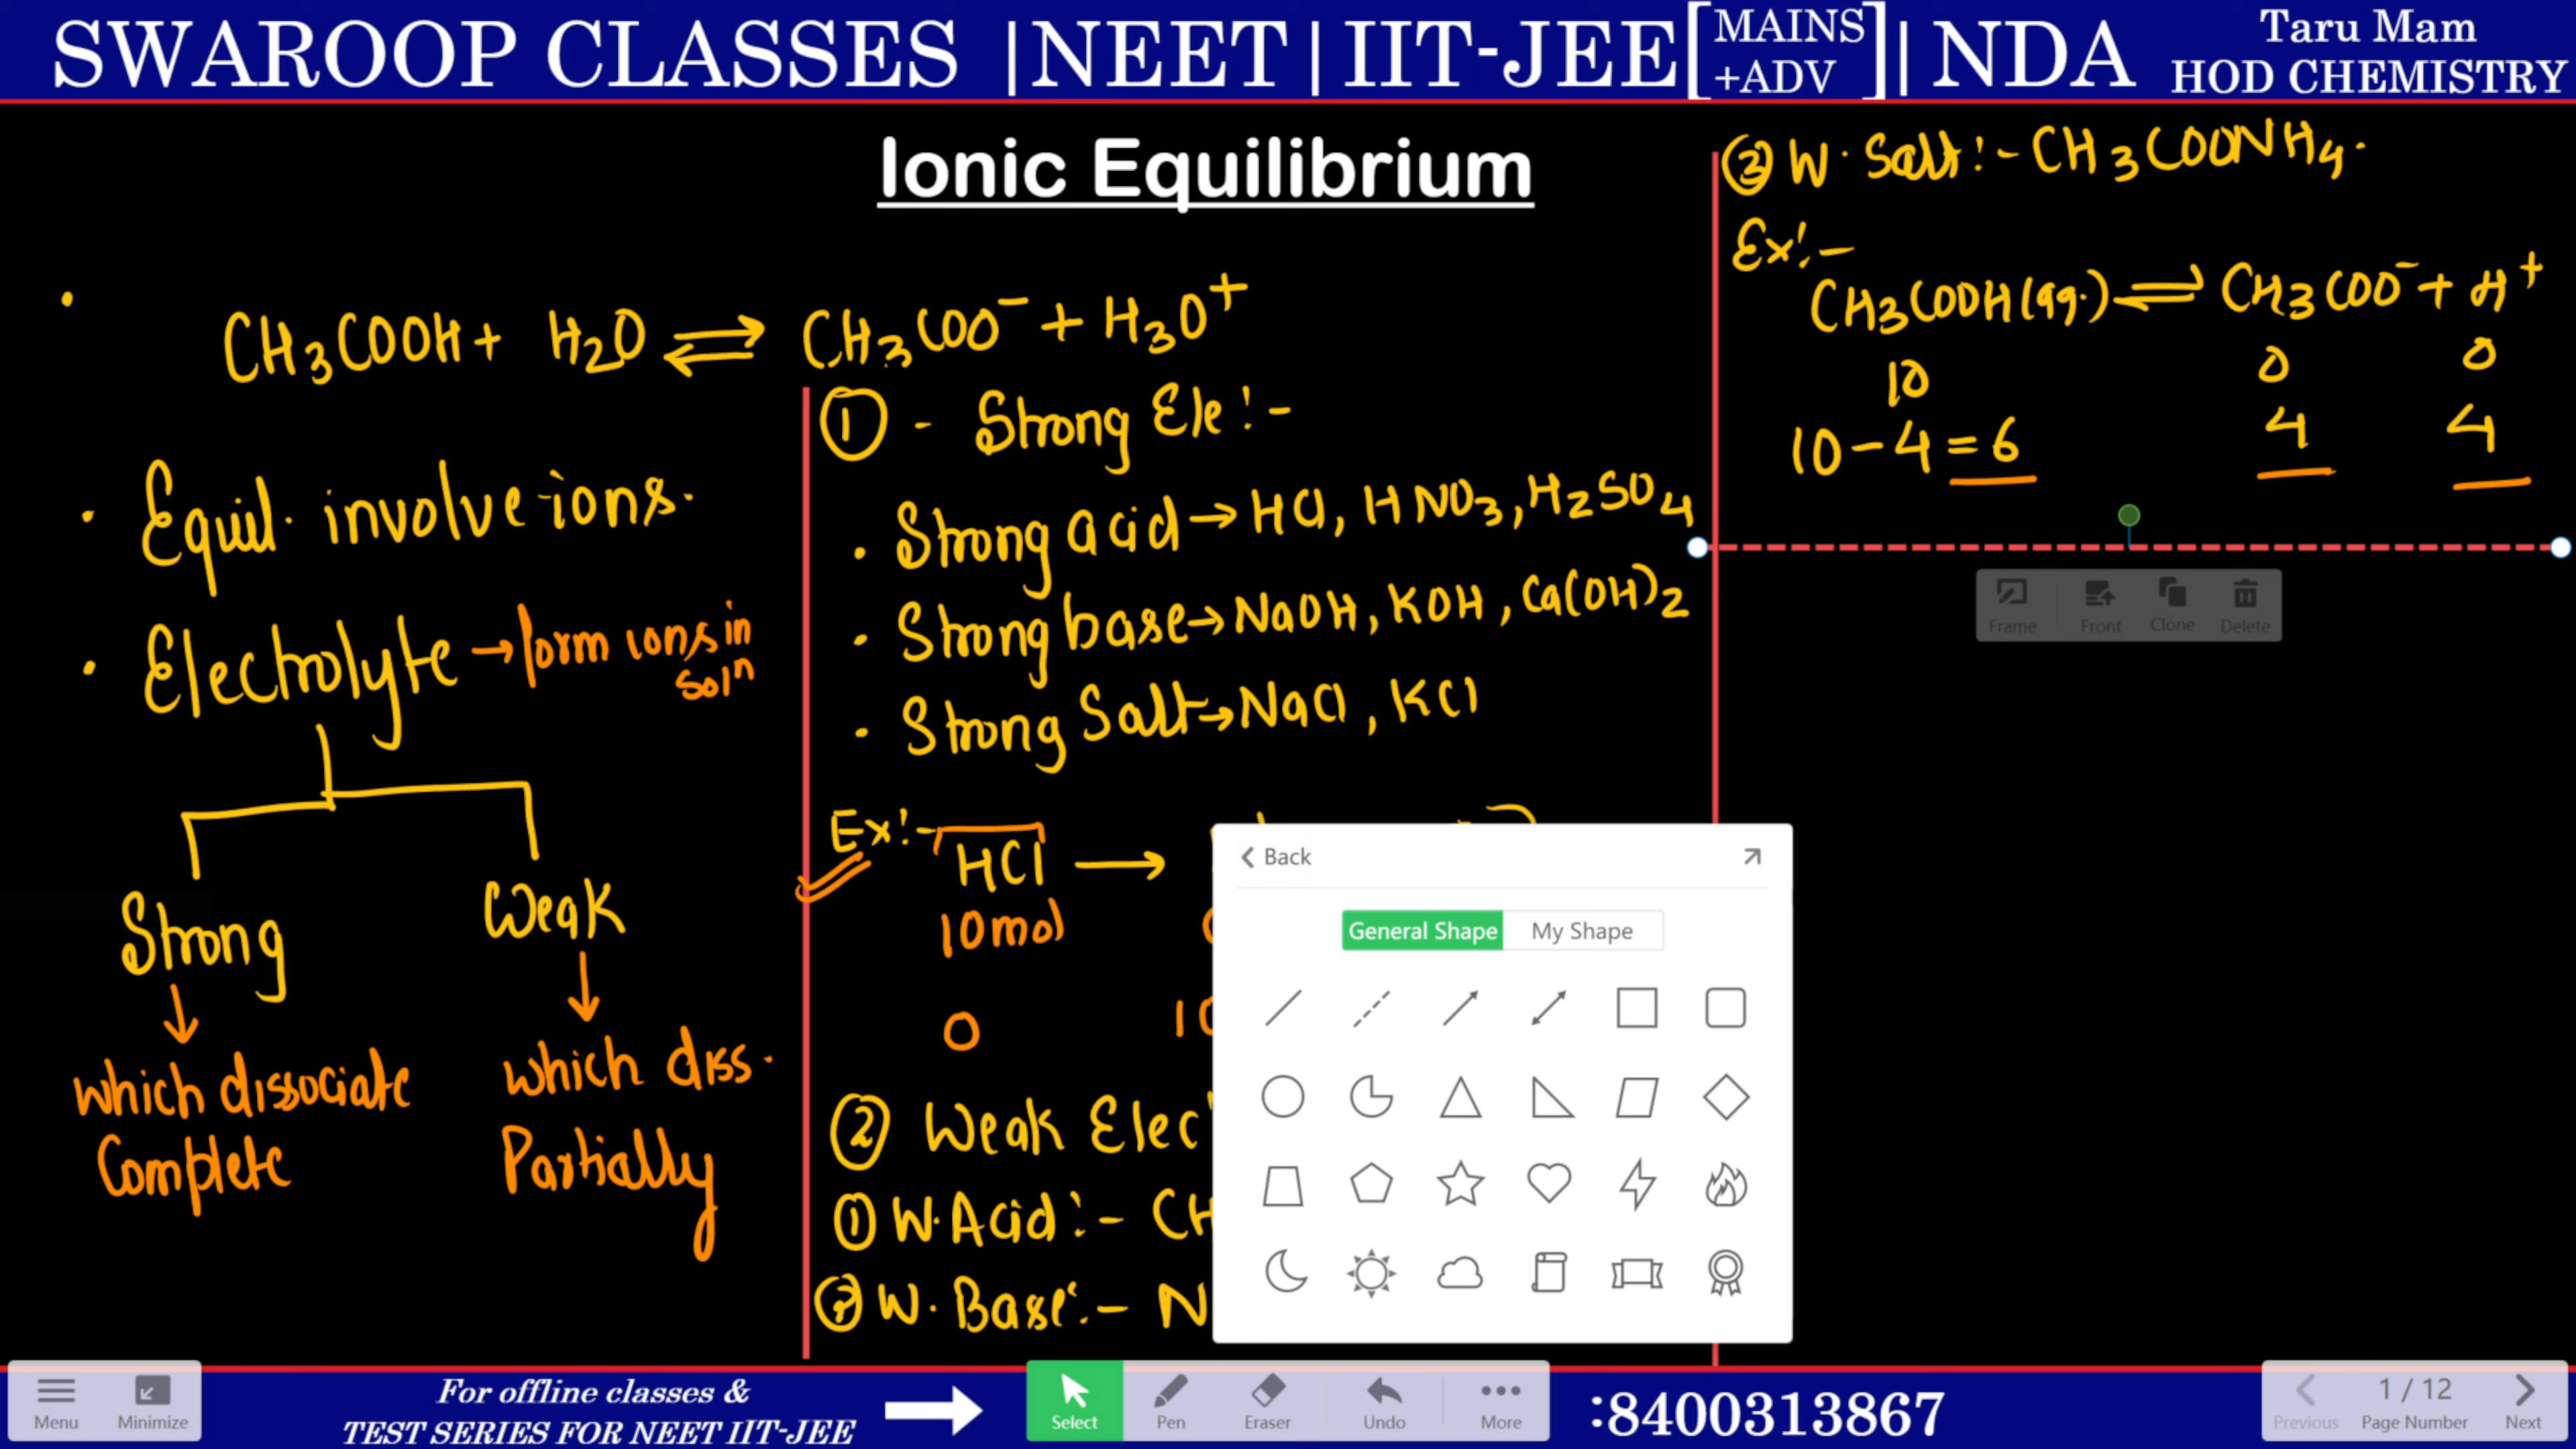 SWAROOP CLASSES |NEET| IIT-JEE[MAINS +ADV]| NDA
Taru Mam
HOD CHEMISTRY
Ionic Equilibrium
CH3COOH + H2O ⇌ CH3COO⁻ + H3O⁺
• Equil. involve ions.
• Electrolyte → form ions in
soln
Strong
Weak
which dissociate
Complete
which diss.
Partially
① - Strong Ele:-
• Strong acid → HCl, HNO3, H2SO4
• Strong base → NaOH, KOH, Ca(OH)2
• Strong Salt → NaCl, KCl
Ex:- HCl →
10mol
0
② Weak Elec
① W. Acid:- CH
② W. Base:- N
③ W. Salt:- CH3COONH4.
Ex:-
CH3COOH(aq.) ⇌ CH3COO⁻ + H⁺
10 0 0
10-4=6 4 4
Frame Front Clone Delete
Back
General Shape My Shape
Menu Minimize
For offline classes &
TEST SERIES FOR NEET IIT-JEE
Select Pen Eraser Undo More
:8400313867
Previous
1 / 12
Page Number
Next